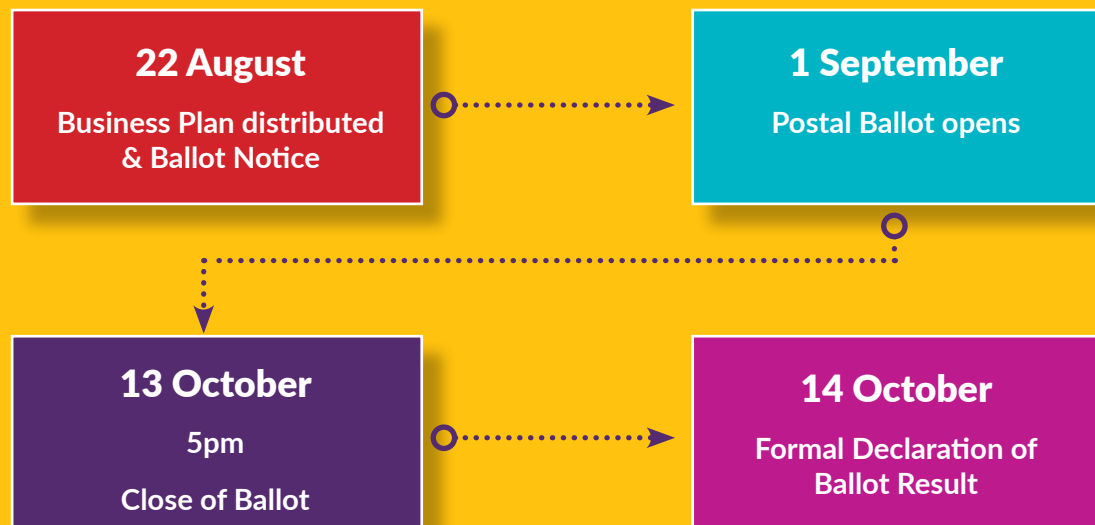 22 August
Business Plan distributed
& Ballot Notice
1 September
Postal Ballot opens
13 October
5pm
Close of Ballot
14 October
Formal Declaration of
Ballot Result